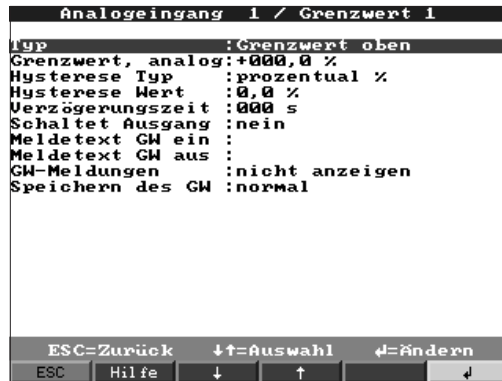 Analogeingang 1 / Grenzwert 1
Typ :Grenzwert oben
Grenzwert, analog:+000,0 %
Hysterese Typ :prozentual %
Hysterese Wert :0,0 %
Verzögerungszeit :000 s
Schaltet Ausgang :nein
Meldetext GW ein :
Meldetext GW aus :
GW-Meldungen :nicht anzeigen
Speichern des GW :normal
ESC=Zurück ↓↑=Auswahl ↲=Ändern
ESC Hilfe ↓ ↑ ↲